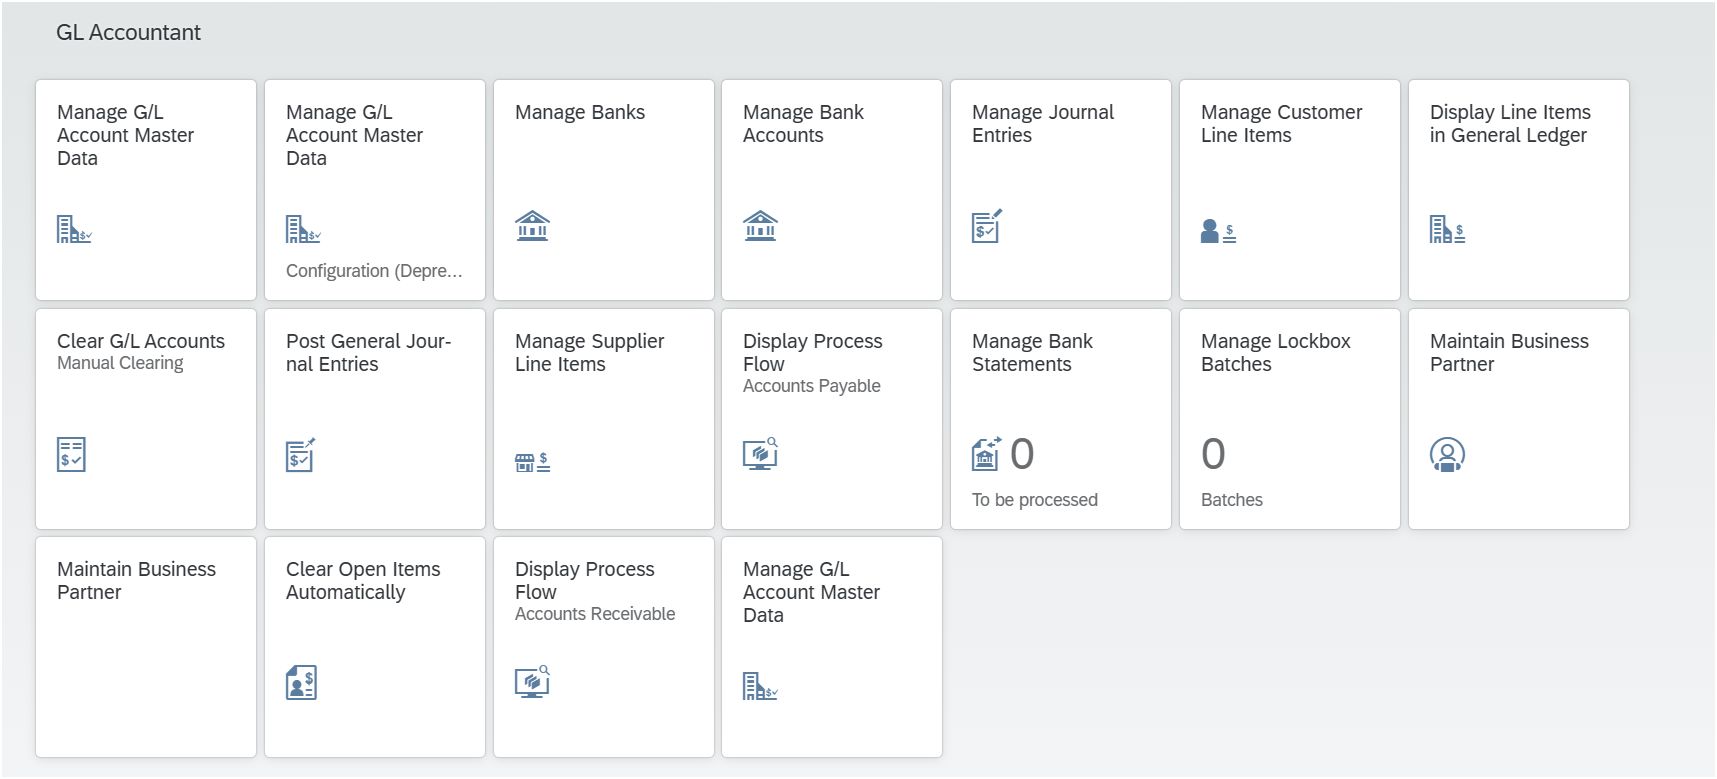 GL Accountant
Manage G/L
Account Master
Data
Manage G/L
Account Master
Data
Configuration (Depre...
Manage Banks
Manage Bank
Accounts
Manage Journal
Entries
Manage Customer
Line Items
Display Line Items
in General Ledger
Clear G/L Accounts
Manual Clearing
Post General Jour-
nal Entries
Manage Supplier
Line Items
Display Process
Flow
Accounts Payable
Manage Bank
Statements
0
To be processed
Manage Lockbox
Batches
0
Batches
Maintain Business
Partner
Maintain Business
Partner
Clear Open Items
Automatically
Display Process
Flow
Accounts Receivable
Manage G/L
Account Master
Data